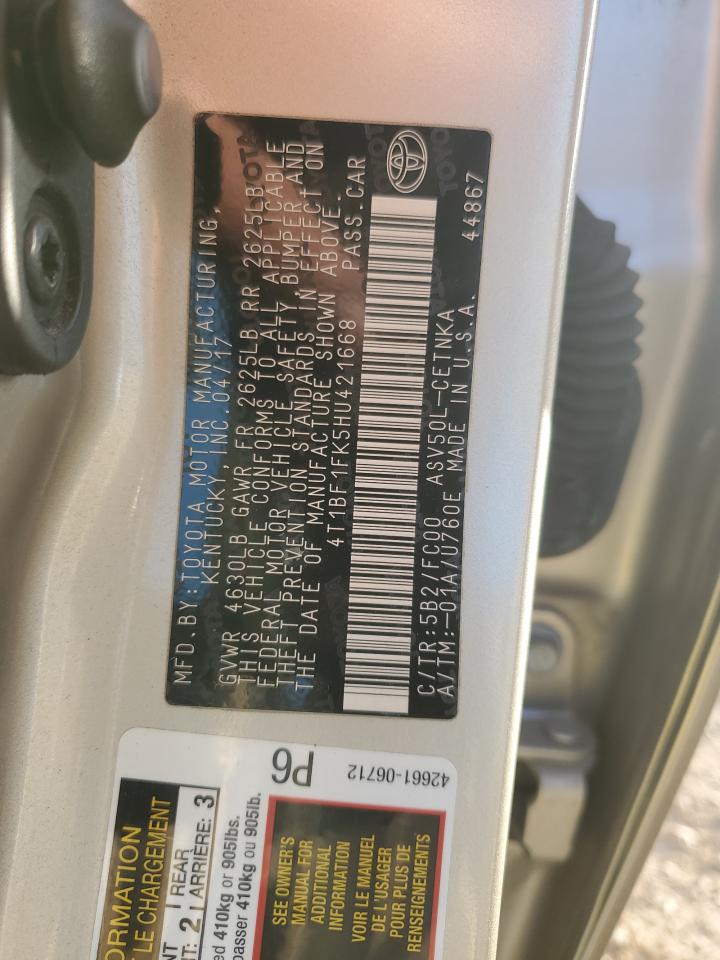 MFD.BY:TOYOTA MOTOR MANUFACTURING,
KENTUCKY, INC. 04/17
GVWR 4630LB GAWR FR 2625LB RR 2625LB
THIS VEHICLE CONFORMS TO ALL APPLICABLE
FEDERAL MOTOR VEHICLE SAFETY, BUMPER AND
THEFT PREVENTION STANDARDS IN EFFECT ON
THE DATE OF MANUFACTURE SHOWN ABOVE.
4T1BF1FK5HU421668 PASS.CAR
C/TR:5B2/FC00 ASV50L-CETNKA
A/TM:-01A/U760E MADE IN U.S.A. 44867
P6
42661-06712
ORMATION
LE CHARGEMENT
NT | REAR
NT: 2 | ARRIÈRE: 3
ed 410kg or 905lbs.
passer 410kg ou 905lb.
SEE OWNER'S
MANUAL FOR
ADDITIONAL
INFORMATION
VOIR LE MANUEL
DE L'USAGER
POUR PLUS DE
RENSEIGNEMENTS